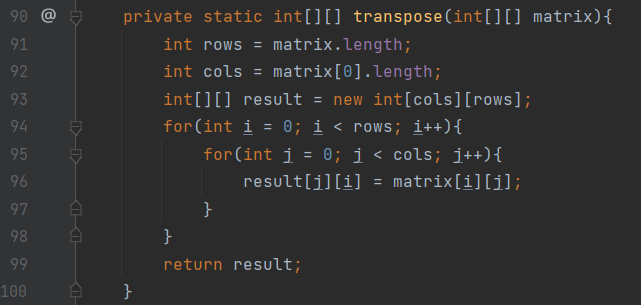 90 @ private static int[][] transpose(int[][] matrix){
91 int rows = matrix.length;
92 int cols = matrix[0].length;
93 int[][] result = new int[cols][rows];
94 for(int i = 0; i < rows; i++){
95 for(int j = 0; j < cols; j++){
96 result[j][i] = matrix[i][j];
97 }
98 }
99 return result;
100 }